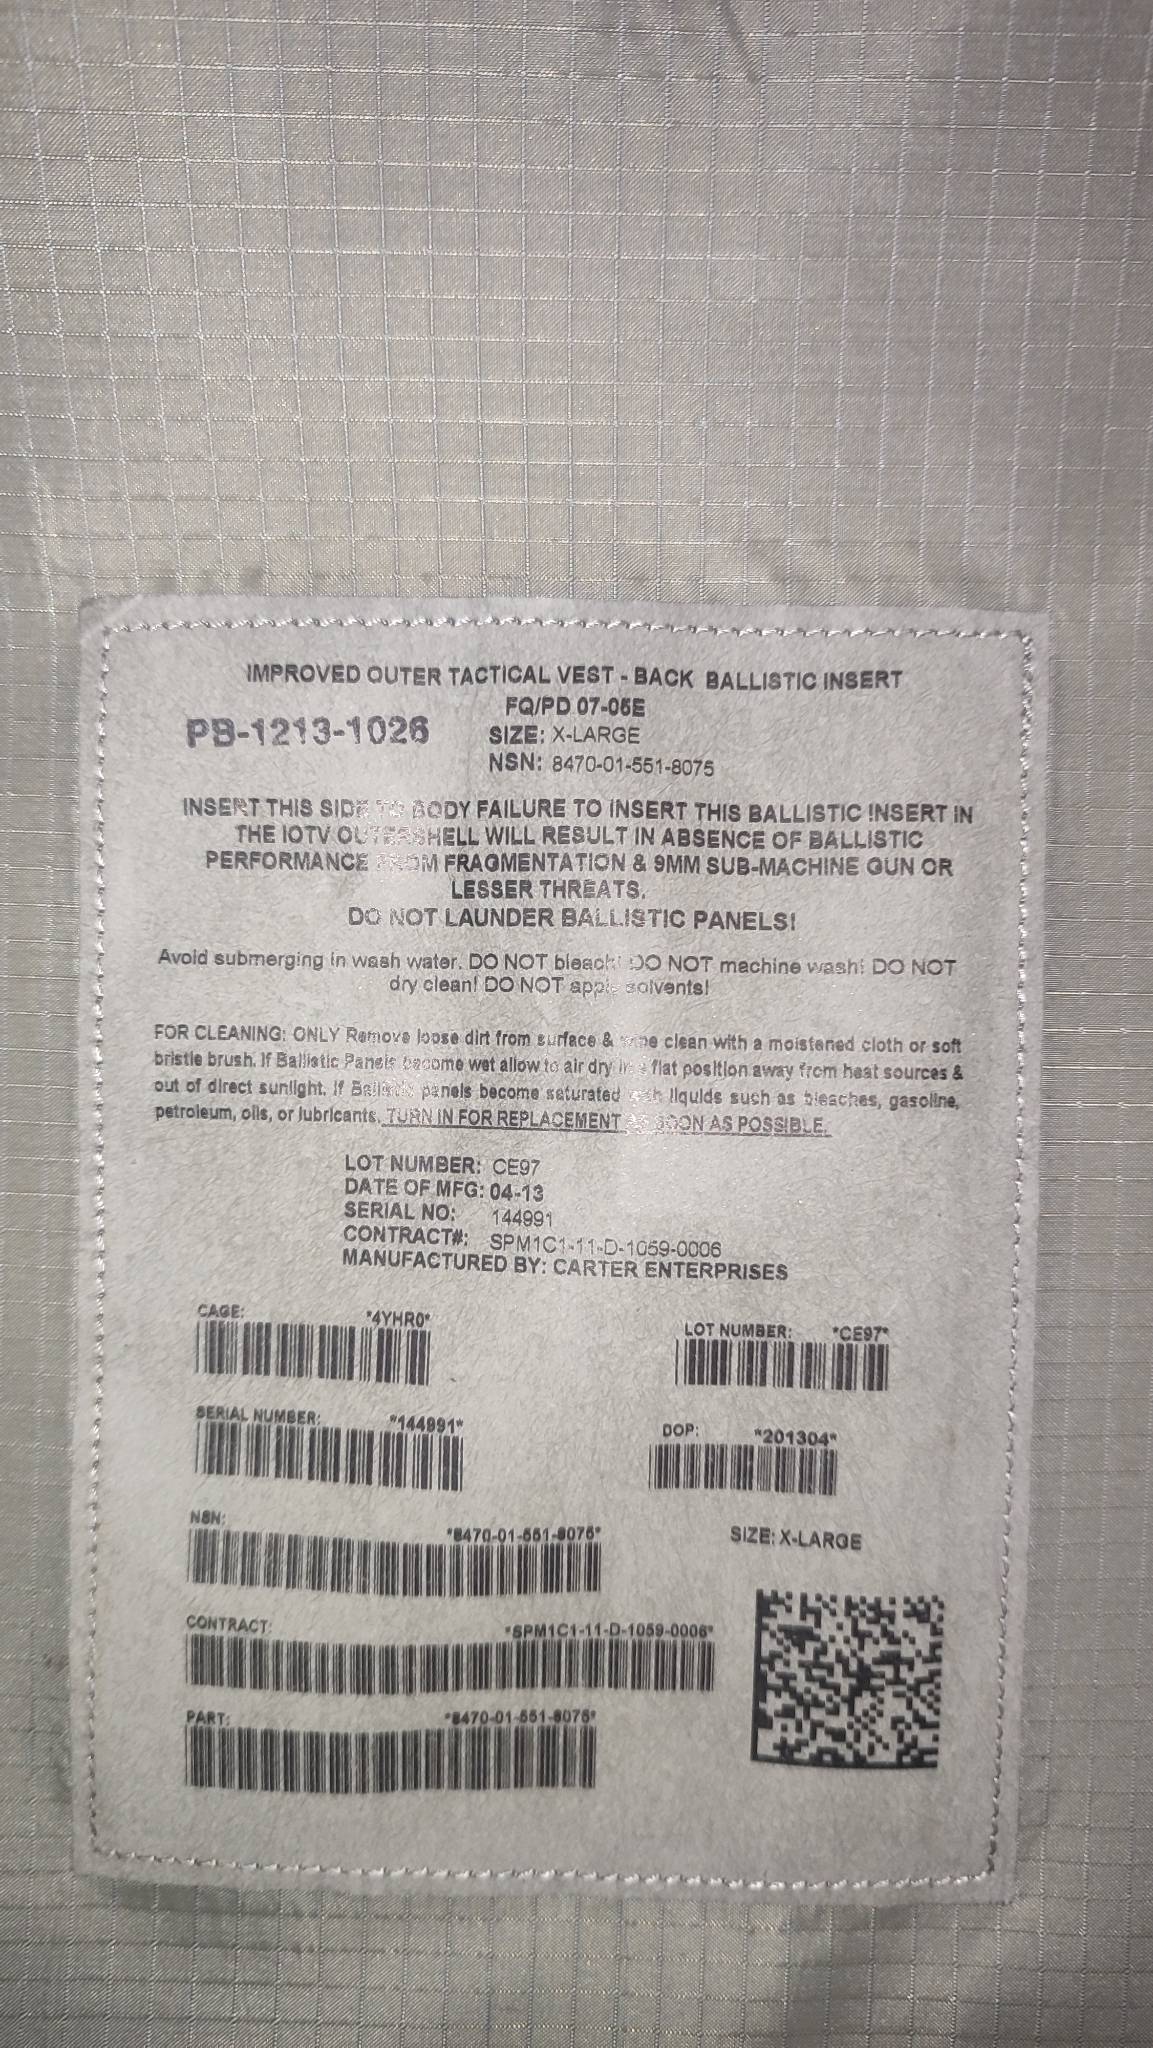 IMPROVED OUTER TACTICAL VEST - BACK BALLISTIC INSERT
FQ/PD 07-05E
PB-1213-1026
SIZE: X-LARGE
NSN: 8470-01-551-8075
INSERT THIS SIDE TO BODY FAILURE TO INSERT THIS BALLISTIC INSERT IN
THE IOTV OUTERSHELL WILL RESULT IN ABSENCE OF BALLISTIC
PERFORMANCE FROM FRAGMENTATION & 9MM SUB-MACHINE GUN OR
LESSER THREATS.
DO NOT LAUNDER BALLISTIC PANELS!
Avoid submerging in wash water. DO NOT bleach! DO NOT machine wash! DO NOT
dry clean! DO NOT apply solvents!
FOR CLEANING: ONLY Remove loose dirt from surface & wipe clean with a moistened cloth or soft
bristle brush. If Ballistic Panels become wet allow to air dry in a flat position away from heat sources &
out of direct sunlight. If Ballistic panels become saturated with liquids such as bleaches, gasoline,
petroleum, oils, or lubricants, TURN IN FOR REPLACEMENT AS SOON AS POSSIBLE.
LOT NUMBER: CE97
DATE OF MFG: 04-13
SERIAL NO: 144991
CONTRACT#: SPM1C1-11-D-1059-0006
MANUFACTURED BY: CARTER ENTERPRISES
CAGE: *4YHR0*
LOT NUMBER: *CE97*
SERIAL NUMBER: *144991*
DOP: *201304*
NSN: *8470-01-551-8075*
SIZE: X-LARGE
CONTRACT: *SPM1C1-11-D-1059-0006*
PART: *8470-01-551-8075*